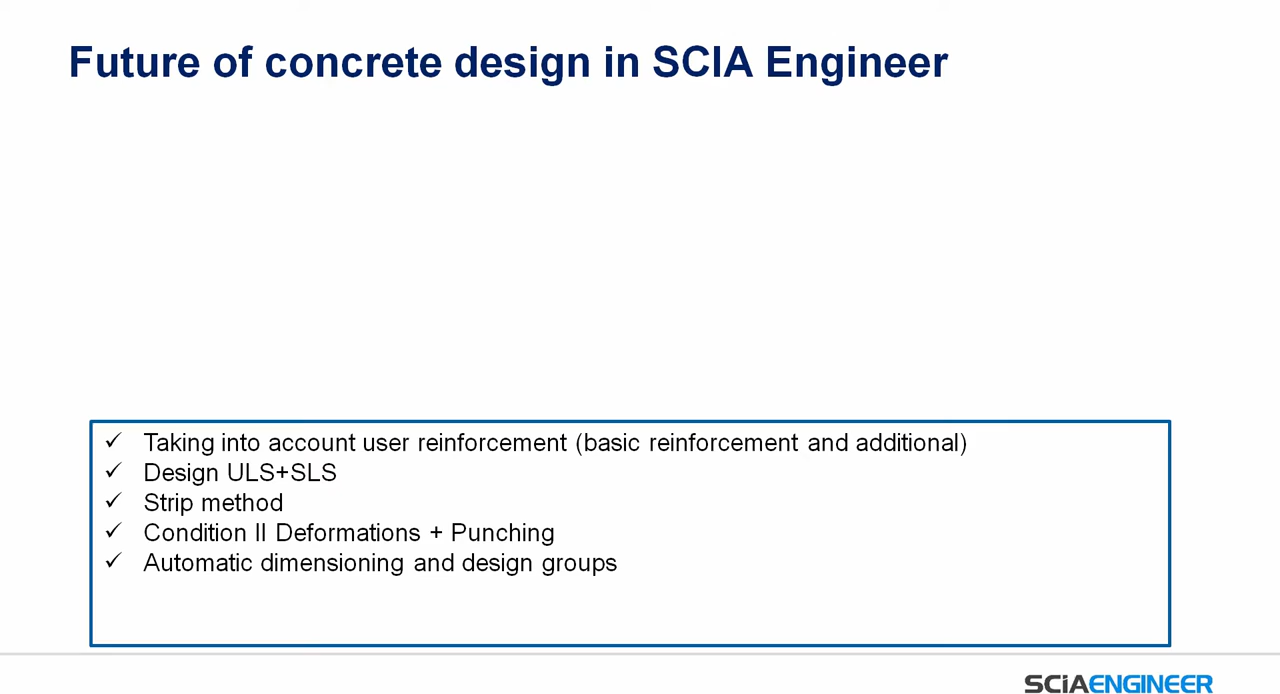 Future of concrete design in SCIA Engineer
✓ Taking into account user reinforcement (basic reinforcement and additional)
✓ Design ULS+SLS
✓ Strip method
✓ Condition II Deformations + Punching
✓ Automatic dimensioning and design groups
SCiAENGINEER